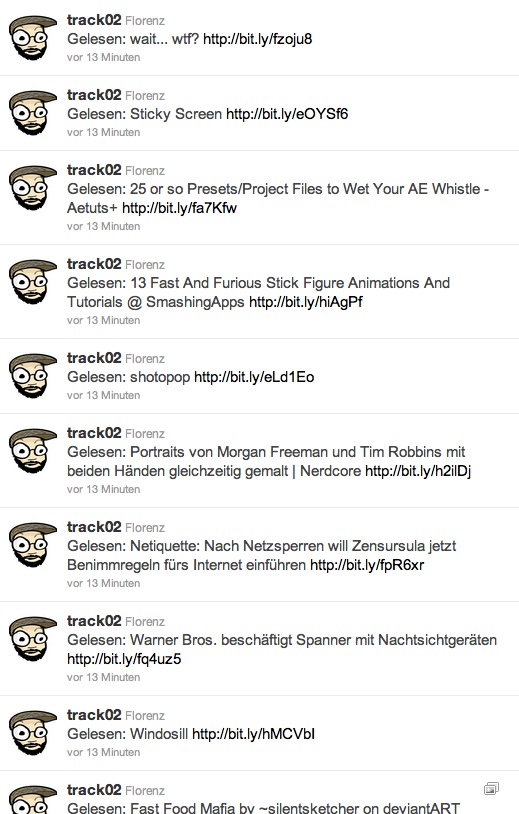 track02 Florenz
Gelesen: wait... wtf? http://bit.ly/fzoju8
vor 13 Minuten
track02 Florenz
Gelesen: Sticky Screen http://bit.ly/eOYSf6
vor 13 Minuten
track02 Florenz
Gelesen: 25 or so Presets/Project Files to Wet Your AE Whistle -
Aetuts+ http://bit.ly/fa7Kfw
vor 13 Minuten
track02 Florenz
Gelesen: 13 Fast And Furious Stick Figure Animations And
Tutorials @ SmashingApps http://bit.ly/hiAgPf
vor 13 Minuten
track02 Florenz
Gelesen: shotopop http://bit.ly/eLd1Eo
vor 13 Minuten
track02 Florenz
Gelesen: Portraits von Morgan Freeman und Tim Robbins mit
beiden Händen gleichzeitig gemalt | Nerdcore http://bit.ly/h2ilDj
vor 13 Minuten
track02 Florenz
Gelesen: Netiquette: Nach Netzsperren will Zensursula jetzt
Benimmregeln fürs Internet einführen http://bit.ly/fpR6xr
vor 13 Minuten
track02 Florenz
Gelesen: Warner Bros. beschäftigt Spanner mit Nachtsichtgeräten
http://bit.ly/fq4uz5
vor 13 Minuten
track02 Florenz
Gelesen: Windosill http://bit.ly/hMCVbI
vor 13 Minuten
track02 Florenz
Gelesen: Fast Food Mafia by ~silentsketcher on deviantART